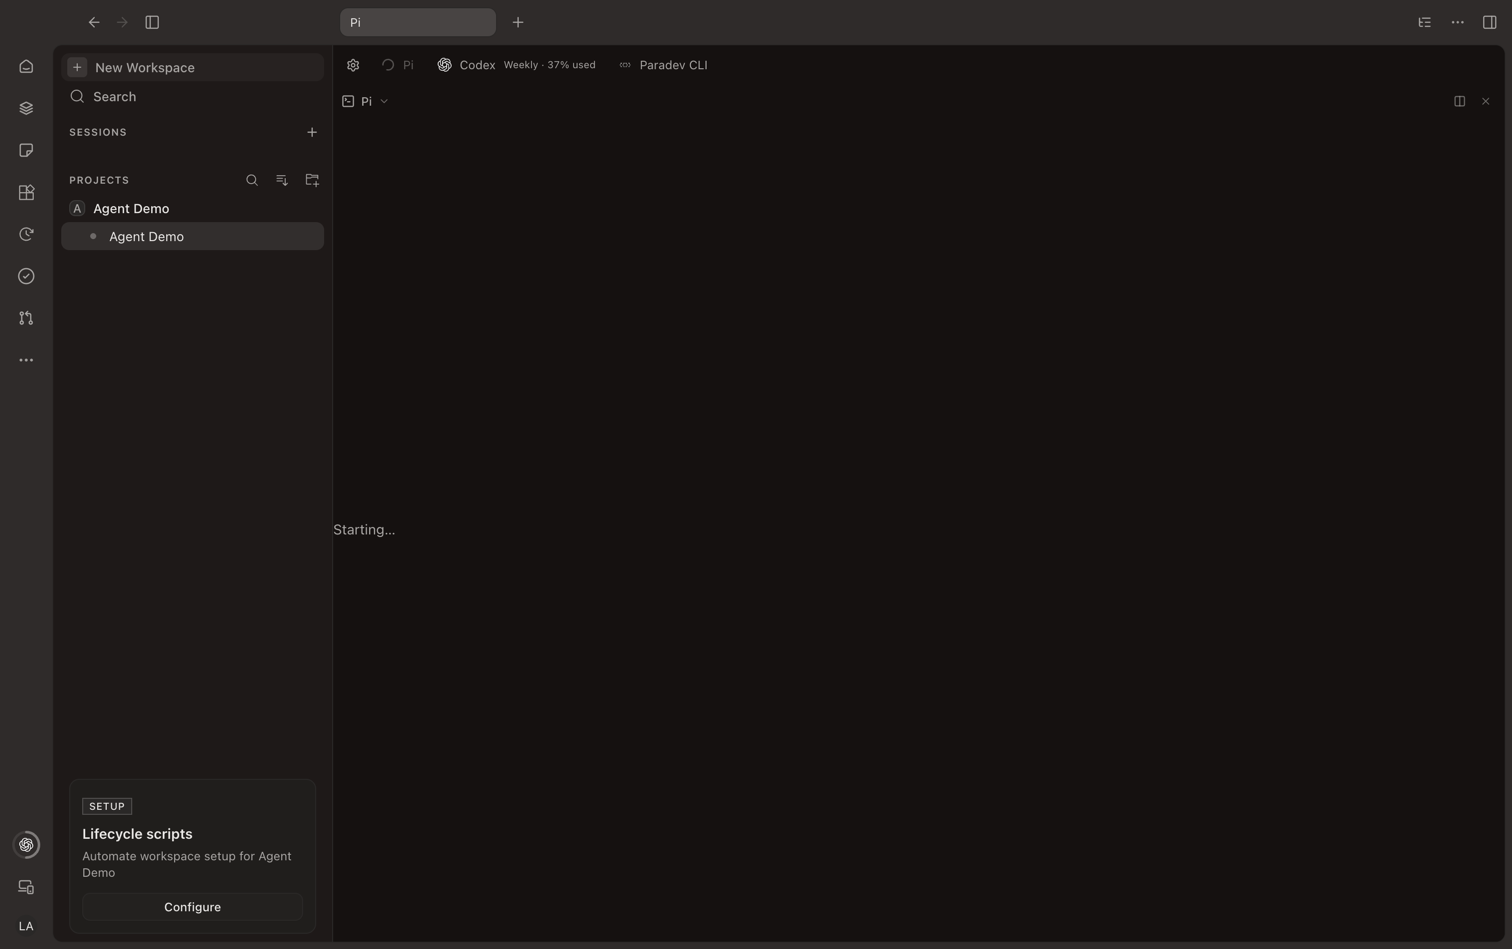 Pi
New Workspace
Search
SESSIONS
PROJECTS
A Agent Demo
Agent Demo
Pi
Codex Weekly · 37% used
Paradev CLI
Pi
Starting...
SETUP
Lifecycle scripts
Automate workspace setup for Agent
Demo
Configure
LA